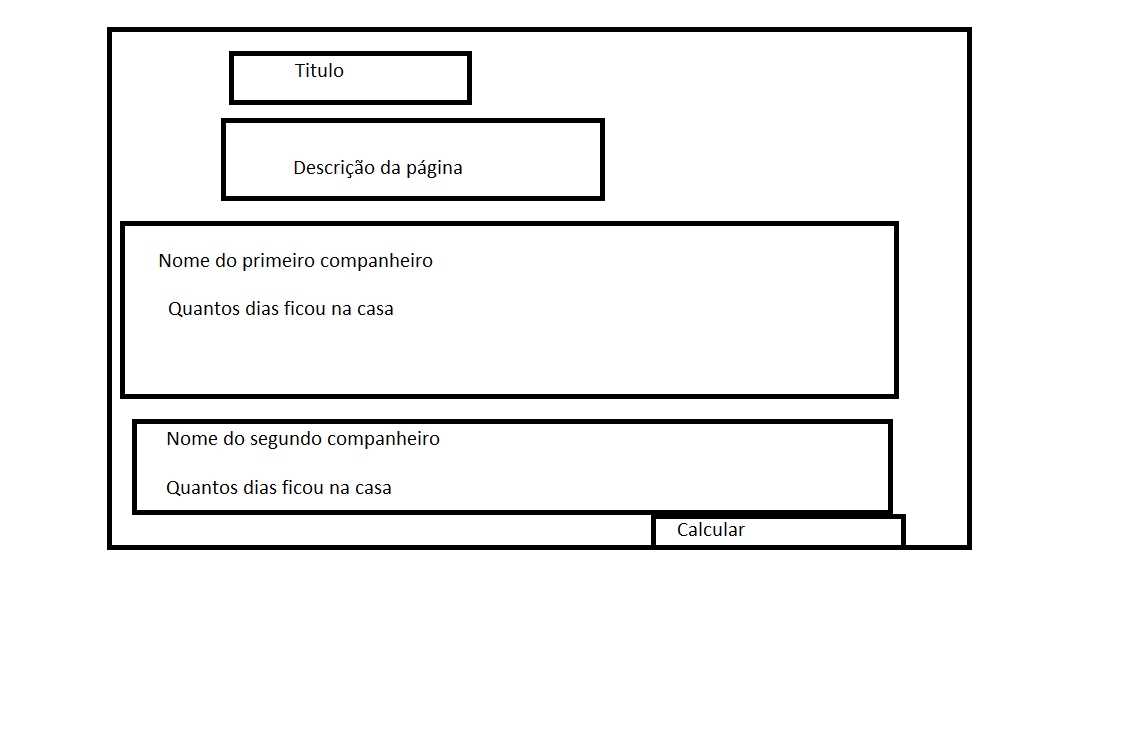 Titulo
Descrição da página
Nome do primeiro companheiro
Quantos dias ficou na casa
Nome do segundo companheiro
Quantos dias ficou na casa
Calcular